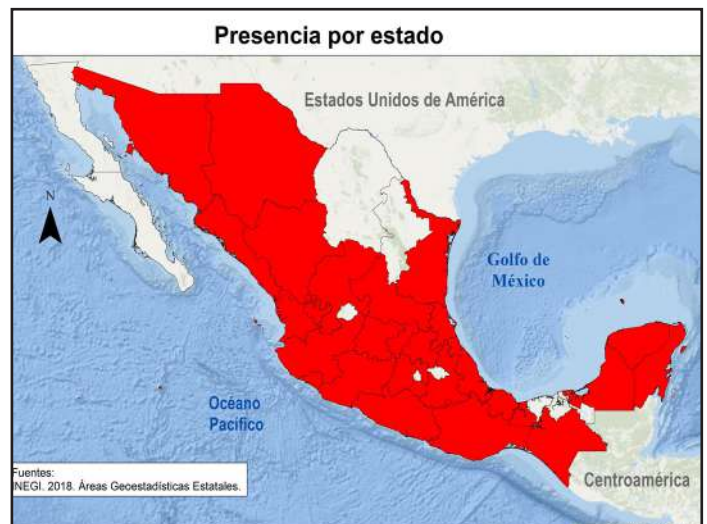 Presencia por estado
Estados Unidos de América
N
Golfo de
México
Océano
Pacífico
Centroamérica
Fuentes:
INEGI. 2018. Áreas Geoestadísticas Estatales.